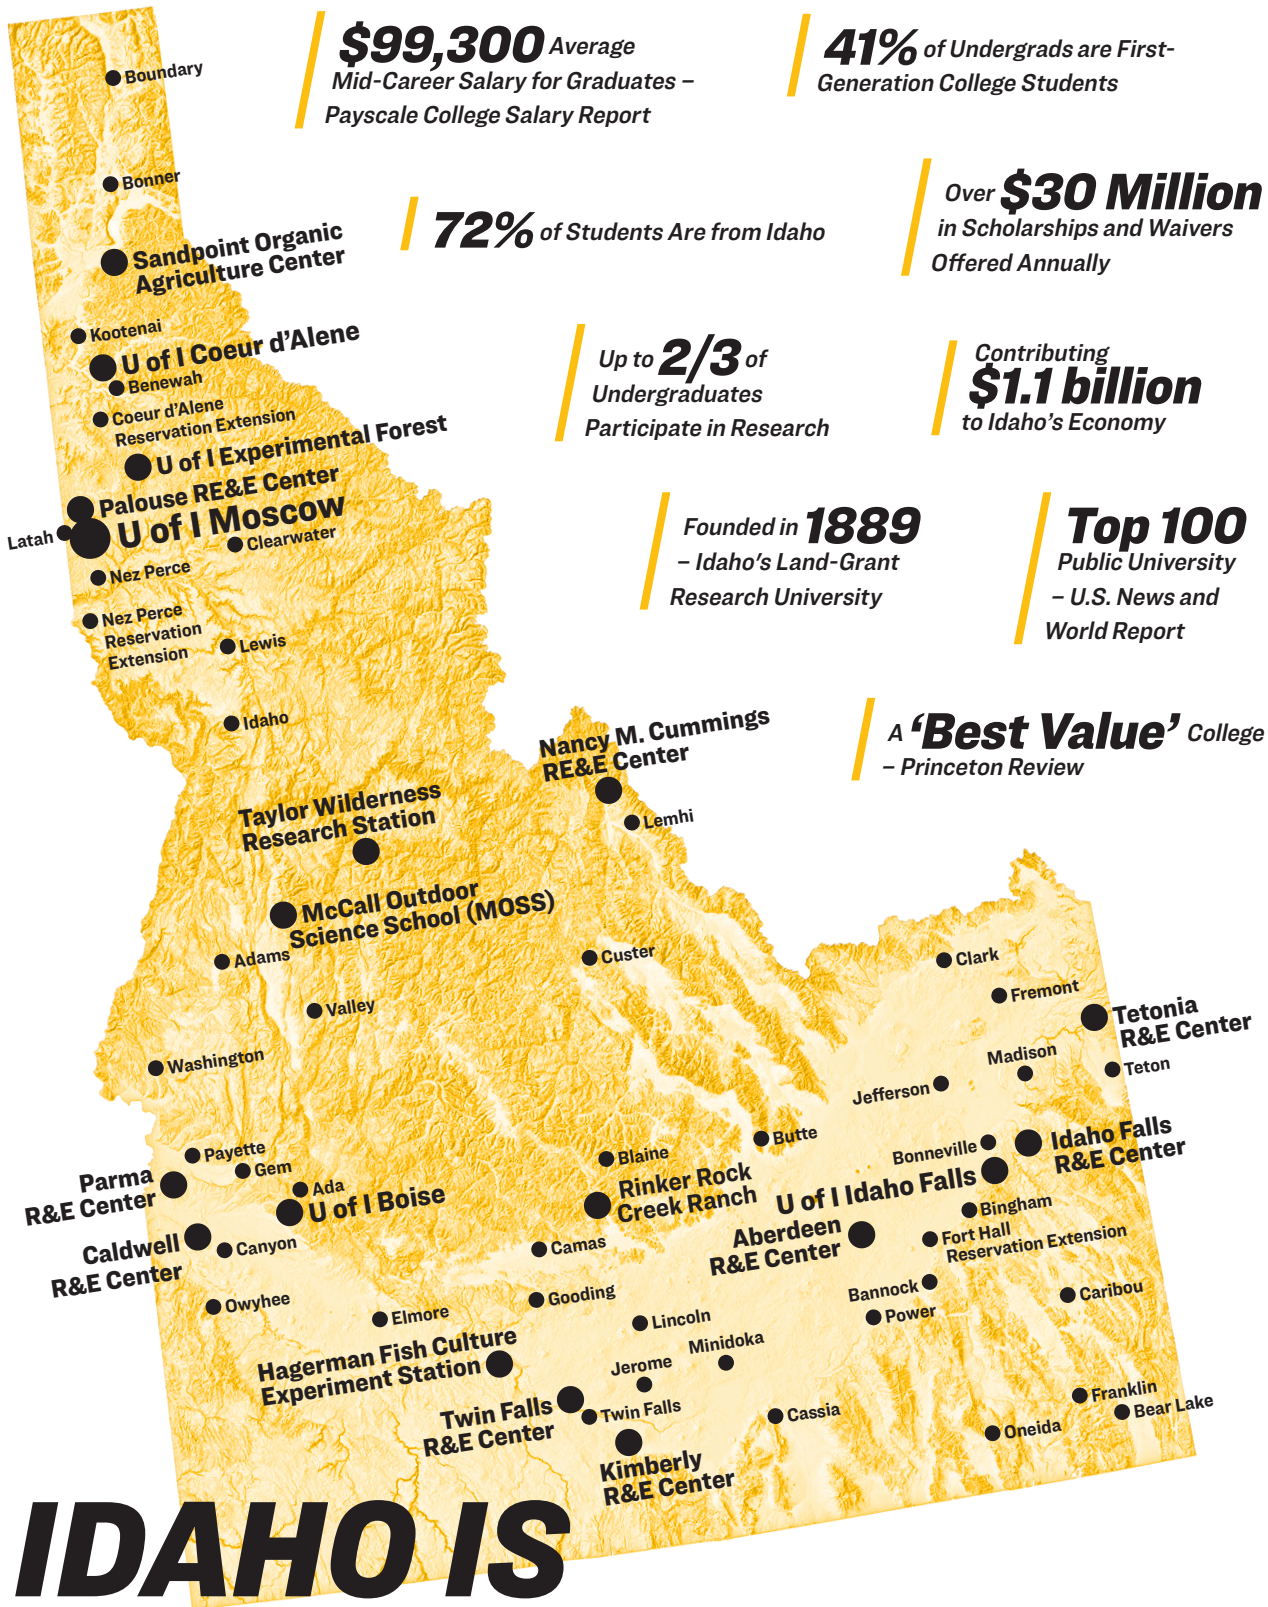 $99,300 Average
Mid-Career Salary for Graduates –
Payscale College Salary Report
41% of Undergrads are First-
Generation College Students
Over $30 Million
in Scholarships and Waivers
Offered Annually
72% of Students Are from Idaho
Up to 2/3 of
Undergraduates
Participate in Research
Contributing
$1.1 billion
to Idaho's Economy
Founded in 1889
– Idaho's Land-Grant
Research University
Top 100
Public University
– U.S. News and
World Report
A 'Best Value' College
– Princeton Review
Boundary
Bonner
Sandpoint Organic
Agriculture Center
Kootenai
U of I Coeur d'Alene
Benewah
Coeur d'Alene
Reservation Extension
U of I Experimental Forest
Palouse RE&E Center
U of I Moscow
Latah
Clearwater
Nez Perce
Nez Perce
Reservation
Extension
Lewis
Idaho
Nancy M. Cummings
RE&E Center
Lemhi
Taylor Wilderness
Research Station
McCall Outdoor
Science School (MOSS)
Adams
Custer
Valley
Clark
Fremont
Tetonia
R&E Center
Washington
Madison
Teton
Jefferson
Butte
Payette
Gem
Parma
R&E Center
Ada
U of I Boise
Blaine
Rinker Rock
Creek Ranch
Bonneville
Idaho Falls
R&E Center
U of I Idaho Falls
Bingham
Aberdeen
R&E Center
Fort Hall
Reservation Extension
Caldwell
R&E Center
Canyon
Camas
Owyhee
Elmore
Gooding
Lincoln
Bannock
Power
Caribou
Hagerman Fish Culture
Experiment Station
Minidoka
Jerome
Twin Falls
R&E Center
Twin Falls
Kimberly
R&E Center
Cassia
Franklin
Bear Lake
Oneida
IDAHO IS